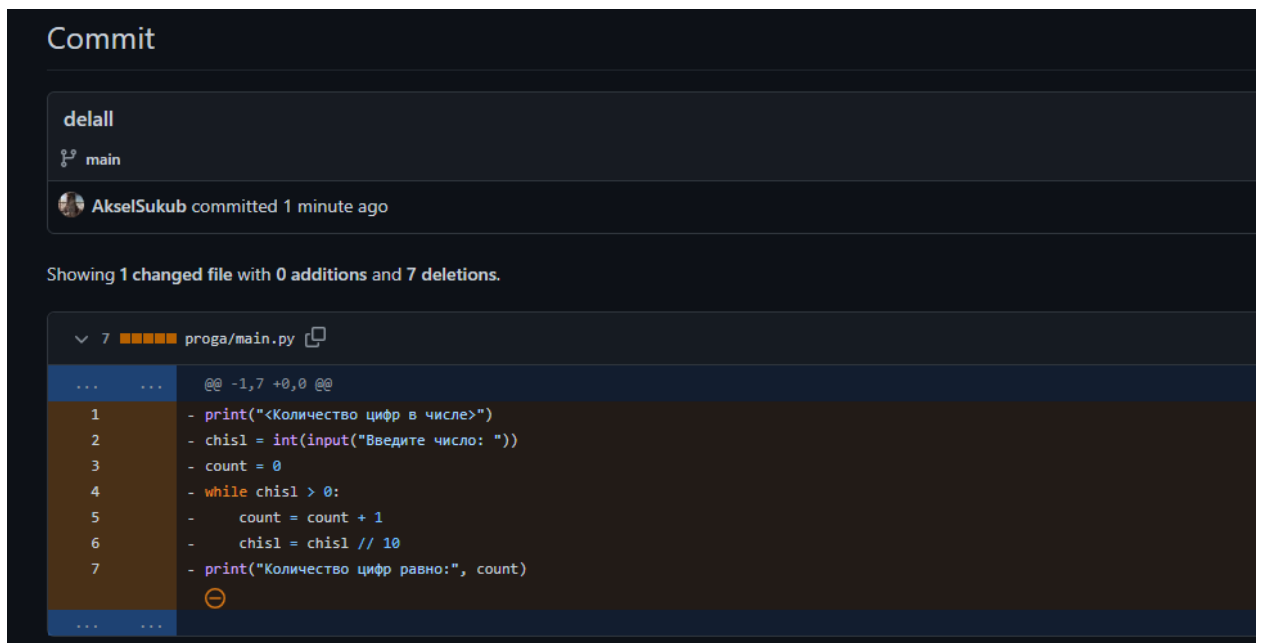 Commit
delall
main
AkselSukub committed 1 minute ago
Showing 1 changed file with 0 additions and 7 deletions.
7 proga/main.py
... ... @@ -1,7 +0,0 @@
1 - print("<Количество цифр в числе>")
2 - chisl = int(input("Введите число: "))
3 - count = 0
4 - while chisl > 0:
5 -     count = count + 1
6 -     chisl = chisl // 10
7 - print("Количество цифр равно:", count)
... ...